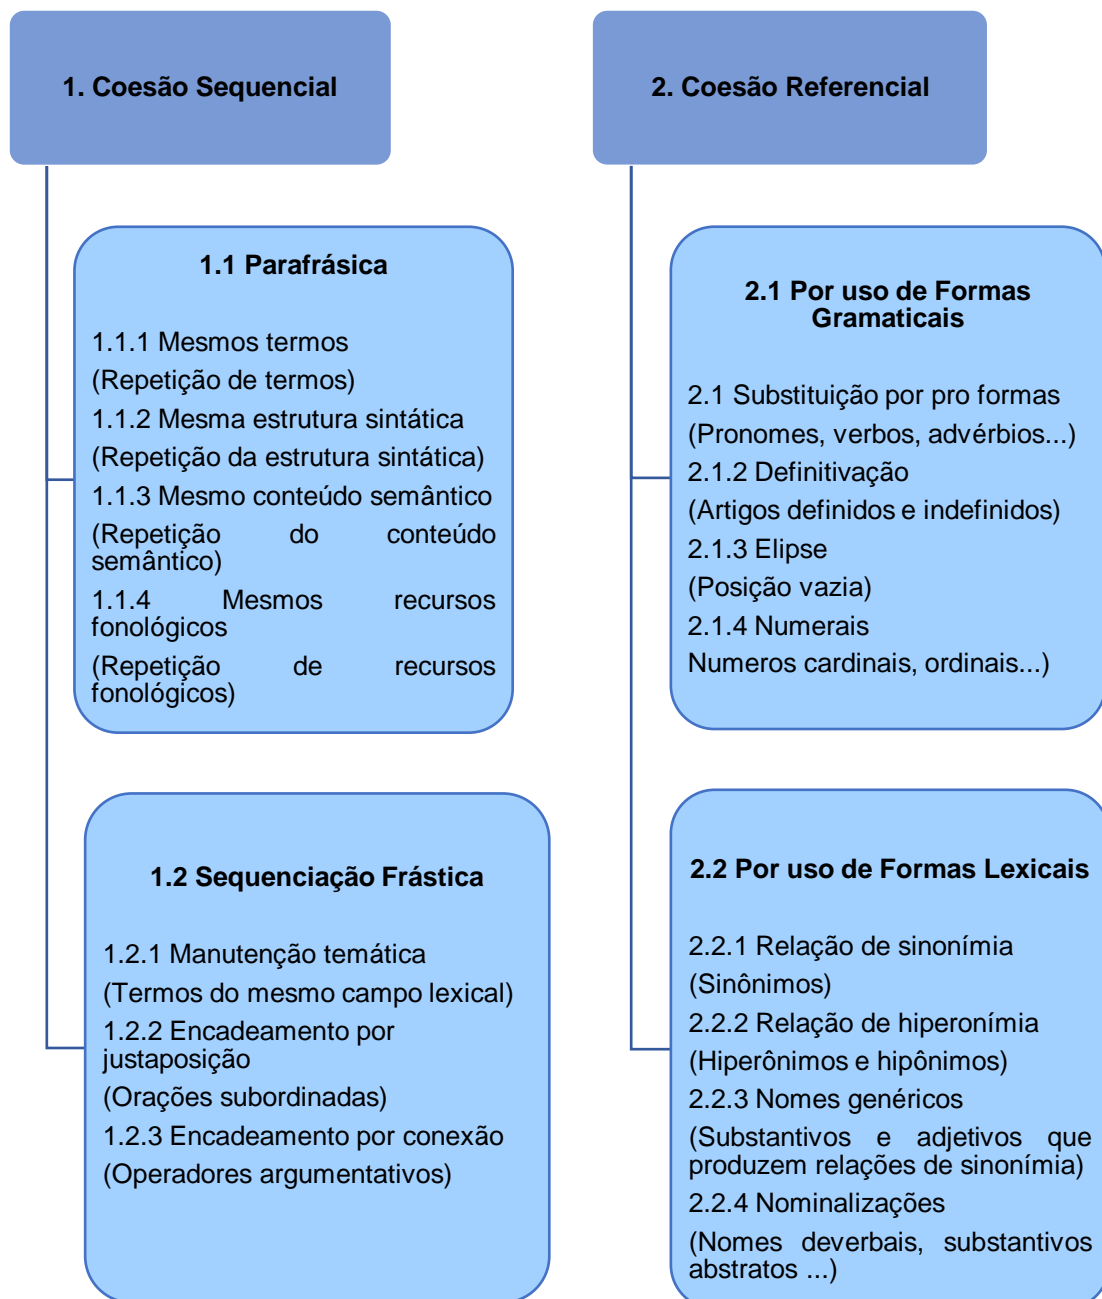 1. Coesão Sequencial
1.1 Parafrásica
1.1.1 Mesmos termos
(Repetição de termos)
1.1.2 Mesma estrutura sintática
(Repetição da estrutura sintática)
1.1.3 Mesmo conteúdo semântico
(Repetição do conteúdo
semântico)
1.1.4 Mesmos recursos
fonológicos
(Repetição de recursos
fonológicos)
1.2 Sequenciação Frástica
1.2.1 Manutenção temática
(Termos do mesmo campo lexical)
1.2.2 Encadeamento por
justaposição
(Orações subordinadas)
1.2.3 Encadeamento por conexão
(Operadores argumentativos)
2. Coesão Referencial
2.1 Por uso de Formas
Gramaticais
2.1 Substituição por pro formas
(Pronomes, verbos, advérbios...)
2.1.2 Definitivação
(Artigos definidos e indefinidos)
2.1.3 Elipse
(Posição vazia)
2.1.4 Numerais
Numeros cardinais, ordinais...)
2.2 Por uso de Formas Lexicais
2.2.1 Relação de sinonímia
(Sinônimos)
2.2.2 Relação de hiperonímia
(Hiperônimos e hipônimos)
2.2.3 Nomes genéricos
(Substantivos e adjetivos que
produzem relações de sinonímia)
2.2.4 Nominalizações
(Nomes deverbais, substantivos
abstratos ...)